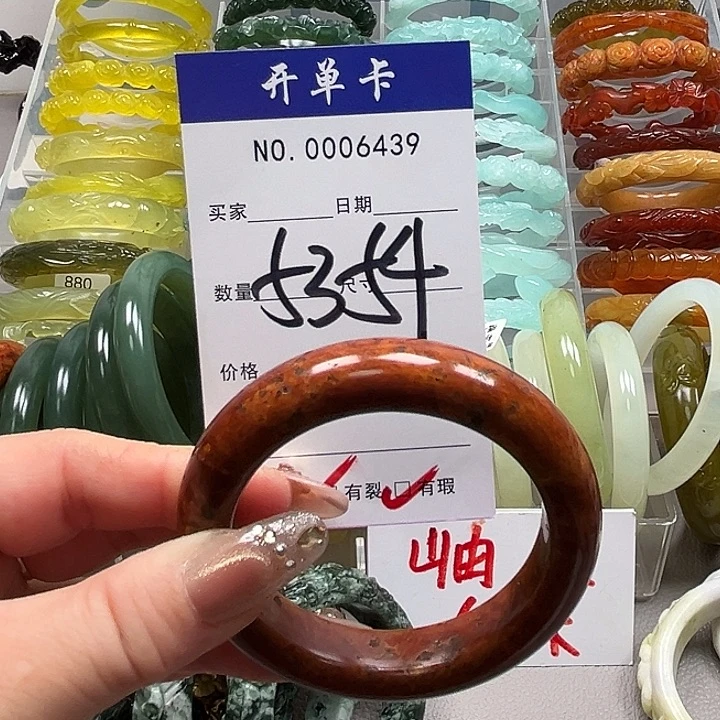 开单卡
NO. 0006439
买家 日期
数量 尺寸
5354
价格
有裂 有瑕
880
岫